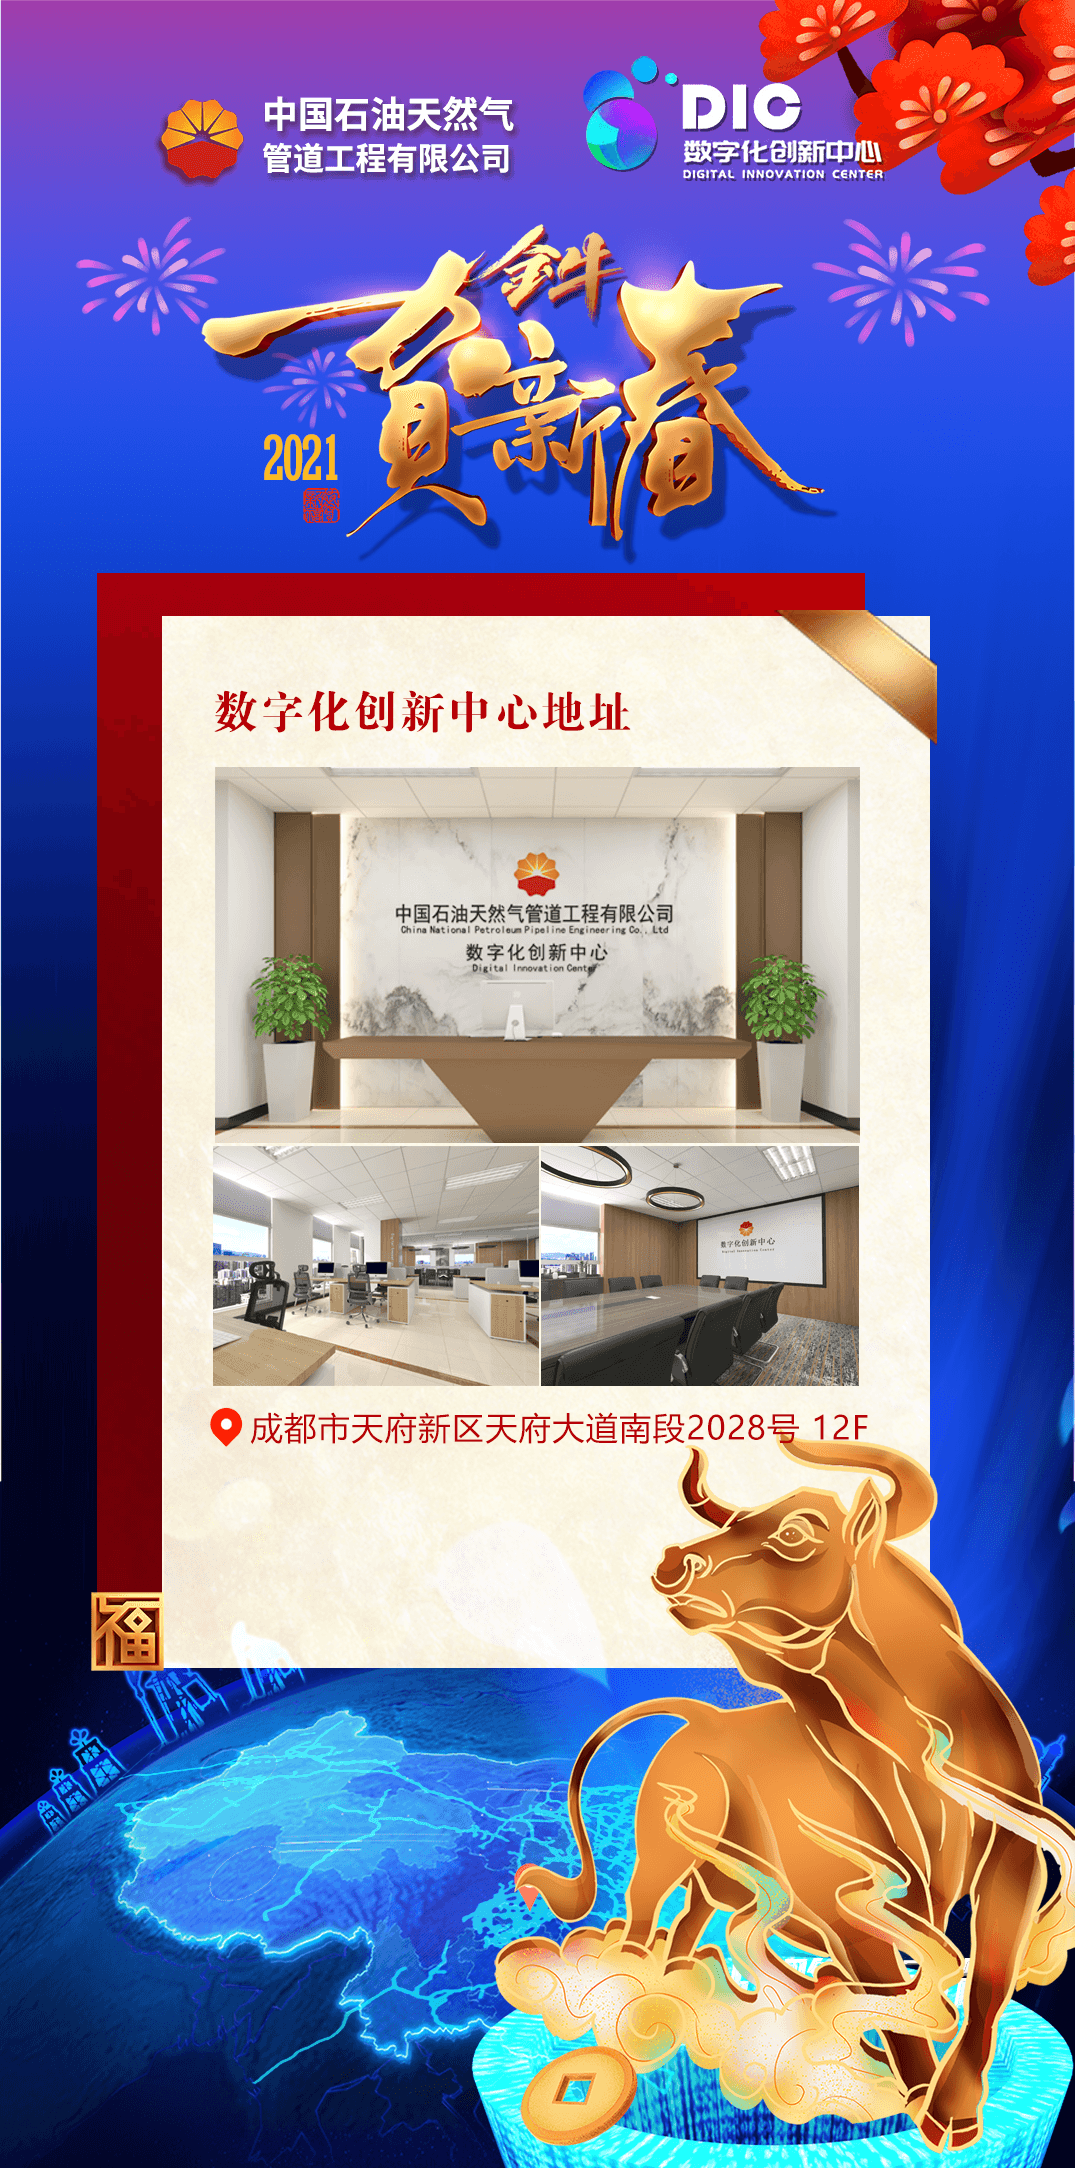 中国石油天然气
管道工程有限公司
DIC
数字化创新中心
DIGITAL INNOVATION CENTER
金牛
贺新春
2021
数字化创新中心地址
中国石油天然气管道工程有限公司
China National Petroleum Pipeline Engineering Co., Ltd
数字化创新中心
Digital Innovation Center
数字化创新中心
Digital Innovation Center
成都市天府新区天府大道南段2028号 12F
福